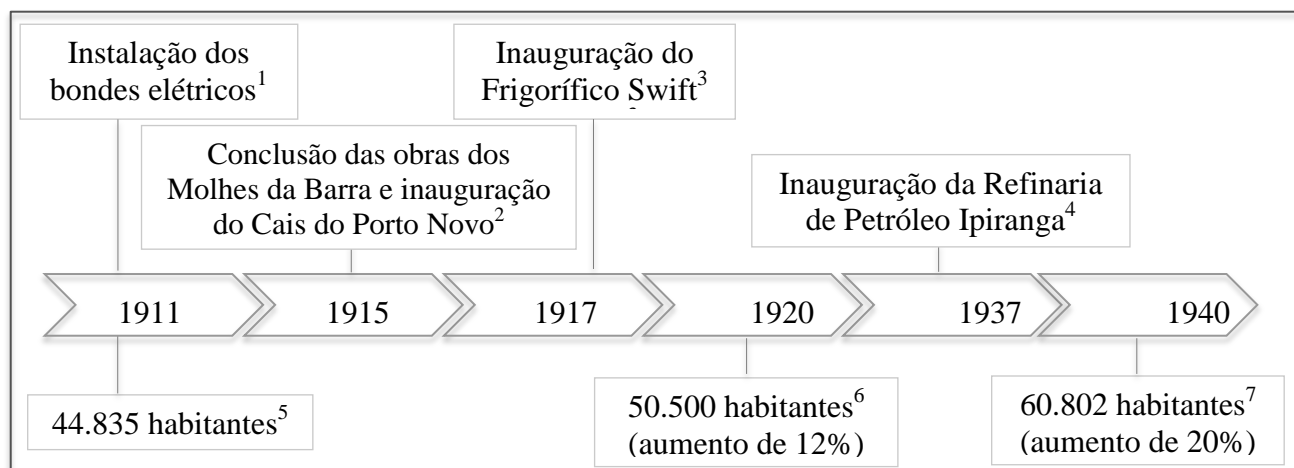 Instalação dos
bondes elétricos1
Inauguração do
Frigorífico Swift3
Conclusão das obras dos
Molhes da Barra e inauguração
do Cais do Porto Novo2
Inauguração da Refinaria
de Petróleo Ipiranga4
1911
1915
1917
1920
1937
1940
44.835 habitantes5
50.500 habitantes6
(aumento de 12%)
60.802 habitantes7
(aumento de 20%)